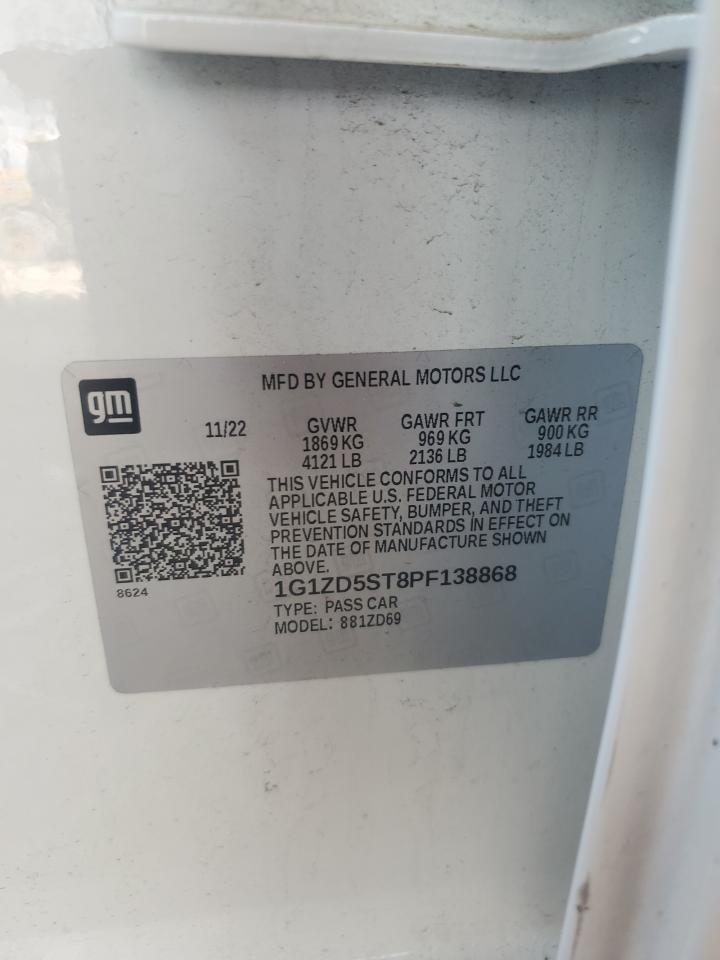 gm
MFD BY GENERAL MOTORS LLC
11/22
GVWR
1869 KG
4121 LB
GAWR FRT
969 KG
2136 LB
GAWR RR
900 KG
1984 LB
THIS VEHICLE CONFORMS TO ALL
APPLICABLE U.S. FEDERAL MOTOR
VEHICLE SAFETY, BUMPER, AND THEFT
PREVENTION STANDARDS IN EFFECT ON
THE DATE OF MANUFACTURE SHOWN
ABOVE.
8624
1G1ZD5ST8PF138868
TYPE: PASS CAR
MODEL: 881ZD69